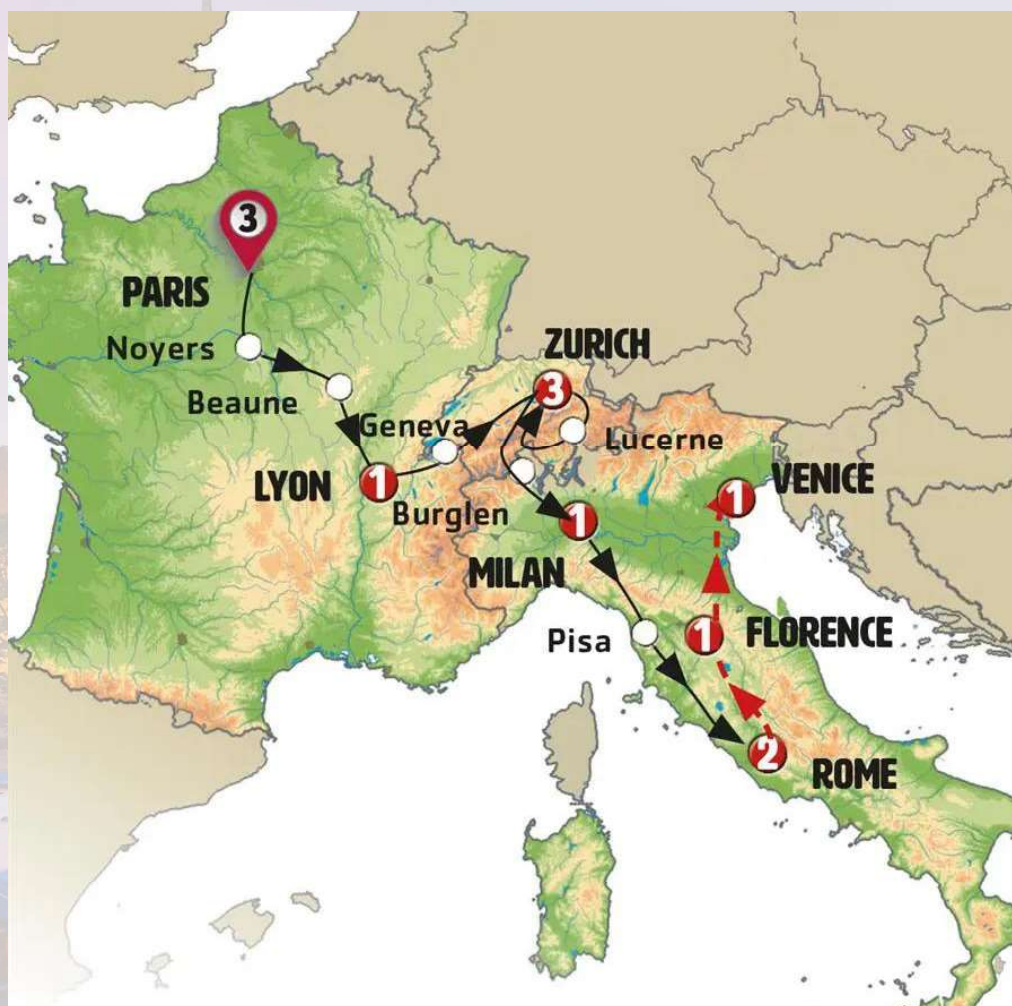 3
PARIS
Noyers
ZURICH
3
Beaune
Geneva
Lucerne
LYON
1
Burglen
1
VENICE
1
MILAN
Pisa
1
FLORENCE
2
ROME